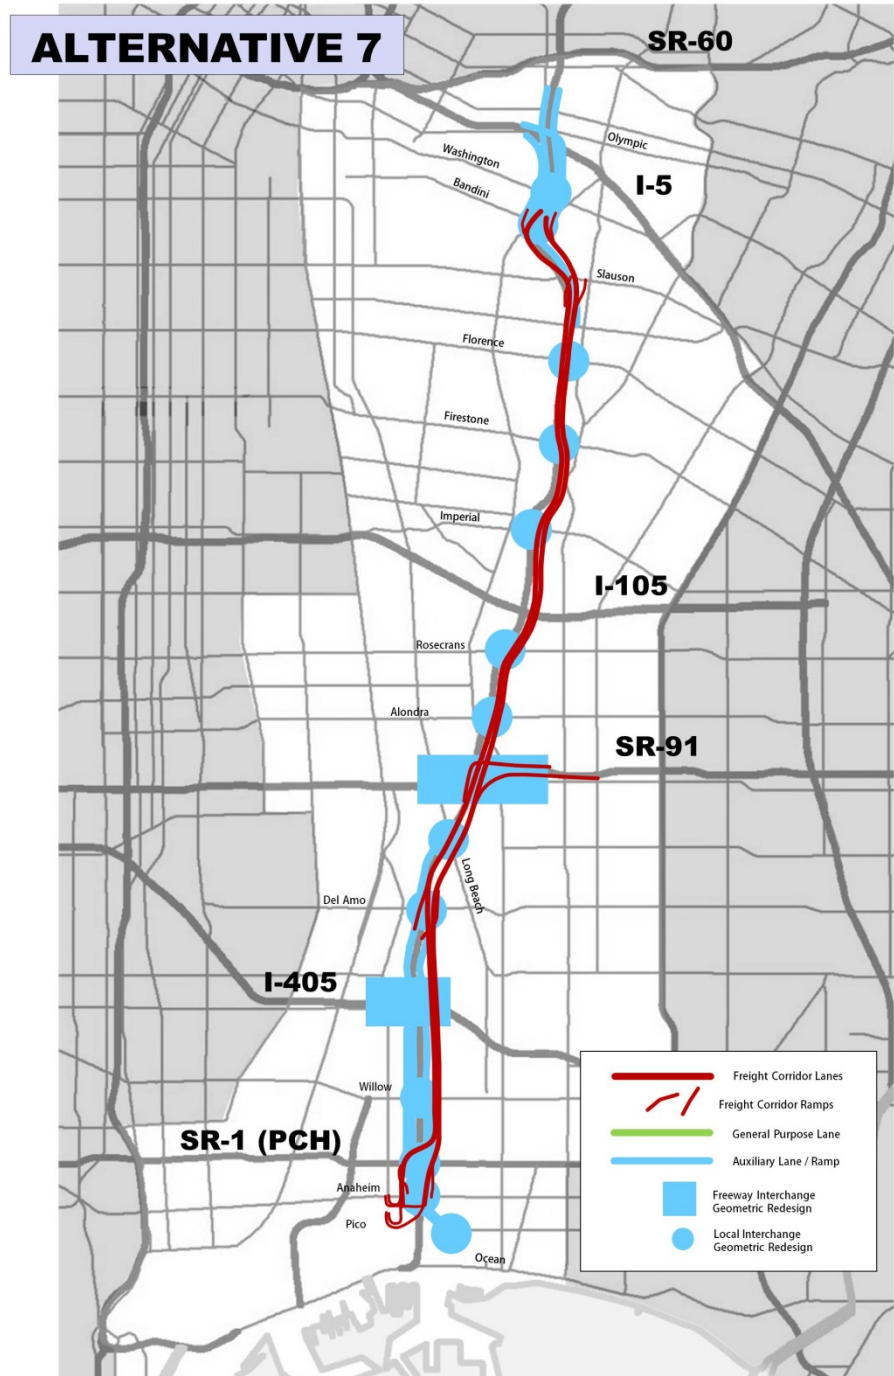 ALTERNATIVE 7
SR-60
Olympic
Washington
I-5
Bandini
Slauson
Florence
Firestone
Imperial
I-105
Rosecrans
Alondra
SR-91
Long Beach
Del Amo
I-405
Willow
SR-1 (PCH)
Anaheim
Pico
Ocean
Freight Corridor Lanes
Freight Corridor Ramps
General Purpose Lane
Auxiliary Lane / Ramp
Freeway Interchange
Geometric Redesign
Local Interchange
Geometric Redesign